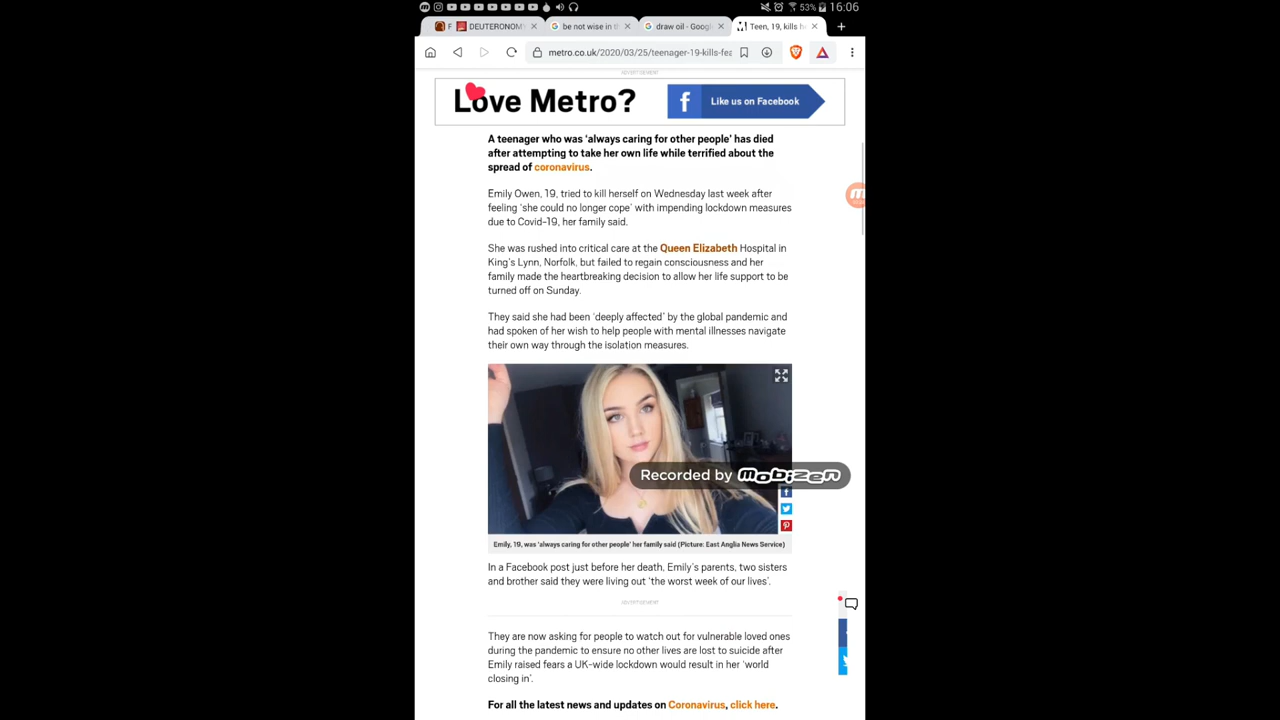 53% 16:06
F DEUTERONOM
be not wise in th
draw oil - Googl
Teen, 19, kills h
metro.co.uk/2020/03/25/teenager-19-kills-fea
ADVERTISEMENT
Love Metro?
f Like us on Facebook
A teenager who was ‘always caring for other people’ has died
after attempting to take her own life while terrified about the
spread of coronavirus.
Emily Owen, 19, tried to kill herself on Wednesday last week after
feeling ‘she could no longer cope’ with impending lockdown measures
due to Covid-19, her family said.
She was rushed into critical care at the Queen Elizabeth Hospital in
King’s Lynn, Norfolk, but failed to regain consciousness and her
family made the heartbreaking decision to allow her life support to be
turned off on Sunday.
They said she had been ‘deeply affected’ by the global pandemic and
had spoken of her wish to help people with mental illnesses navigate
their own way through the isolation measures.
Recorded by mobizen
Emily, 19, was ‘always caring for other people’ her family said (Picture: East Anglia News Service)
In a Facebook post just before her death, Emily’s parents, two sisters
and brother said they were living out ‘the worst week of our lives’.
ADVERTISEMENT
They are now asking for people to watch out for vulnerable loved ones
during the pandemic to ensure no other lives are lost to suicide after
Emily raised fears a UK-wide lockdown would result in her ‘world
closing in’.
For all the latest news and updates on Coronavirus, click here.